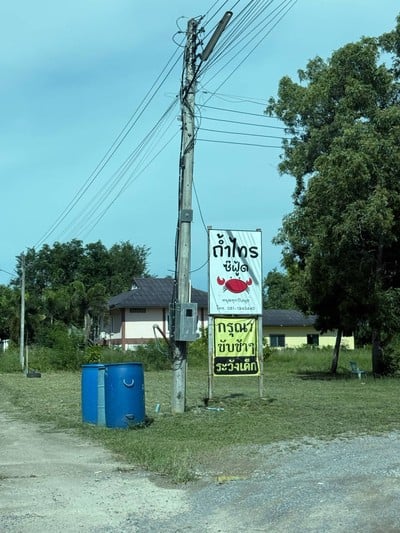 ถ้ำไทร
ซีฟู้ด
กรุณา
ขับช้าๆ
ระวังเด็ก